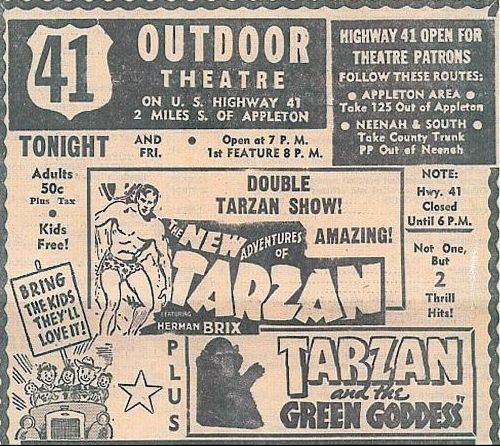 41
OUTDOOR
THEATRE
ON U. S. HIGHWAY 41
2 MILES S. OF APPLETON
HIGHWAY 41 OPEN FOR
THEATRE PATRONS
FOLLOW THESE ROUTES:
• APPLETON AREA •
Take 125 Out of Appleton
• NEENAH & SOUTH •
Take County Trunk
PP Out of Neenah
TONIGHT
AND
FRI.
• Open at 7 P. M.
1st FEATURE 8 P. M.
Adults
50c
Plus Tax
•
Kids
Free!
BRING
THE KIDS
THEY'LL
LOVE IT!
DOUBLE
TARZAN SHOW!
AMAZING!
THE NEW ADVENTURES
OF
TARZAN
FEATURING
HERMAN BRIX
NOTE:
Hwy. 41
Closed
Until 6 P.M.
Not One,
But
2
Thrill
Hits!
PLUS
TARZAN
and the
GREEN GODDESS"